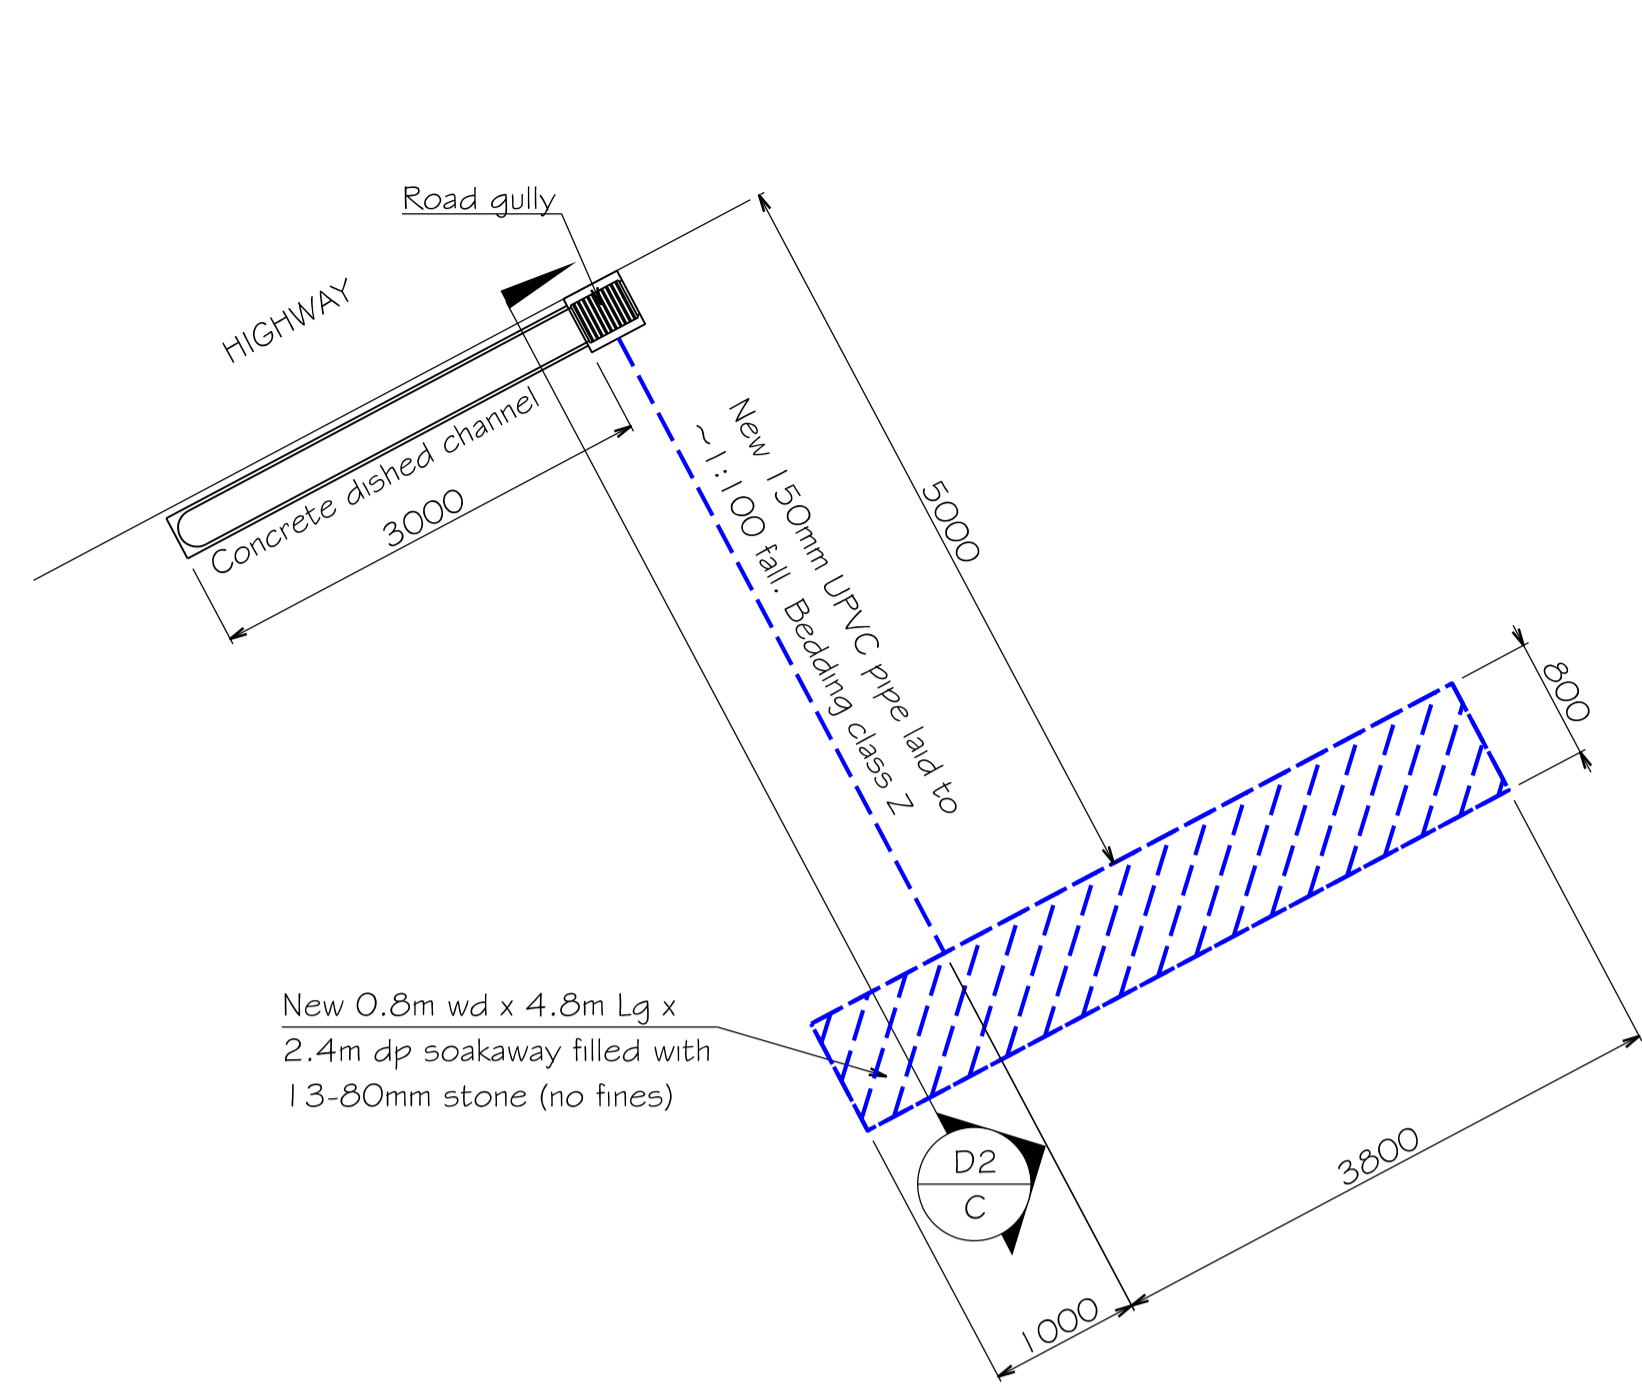 Road gully
HIGHWAY
Concrete dished channel
3000
New 150mm UPVC pipe laid to
~1:100 fall. Bedding class Z
5000
800
New 0.8m wd x 4.8m Lg x
2.4m dp soakaway filled with
13-80mm stone (no fines)
D2
C
3800
1000